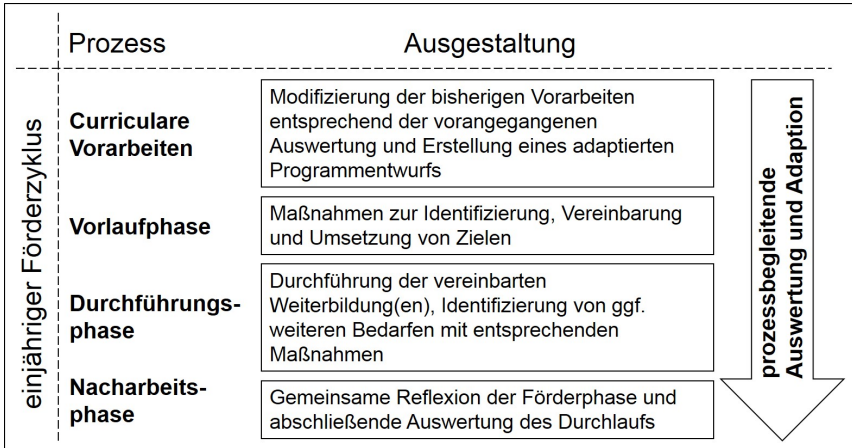 Prozess
Ausgestaltung
einjähriger Förderzyklus
Curriculare
Vorarbeiten
Modifizierung der bisherigen Vorarbeiten
entsprechend der vorangegangenen
Auswertung und Erstellung eines adaptierten
Programmentwurfs
Vorlaufphase
Maßnahmen zur Identifizierung, Vereinbarung
und Umsetzung von Zielen
Durchführungs-
phase
Durchführung der vereinbarten
Weiterbildung(en), Identifizierung von ggf.
weiteren Bedarfen mit entsprechenden
Maßnahmen
Nacharbeits-
phase
Gemeinsame Reflexion der Förderphase und
abschließende Auswertung des Durchlaufs
prozessbegleitende
Auswertung und Adaption